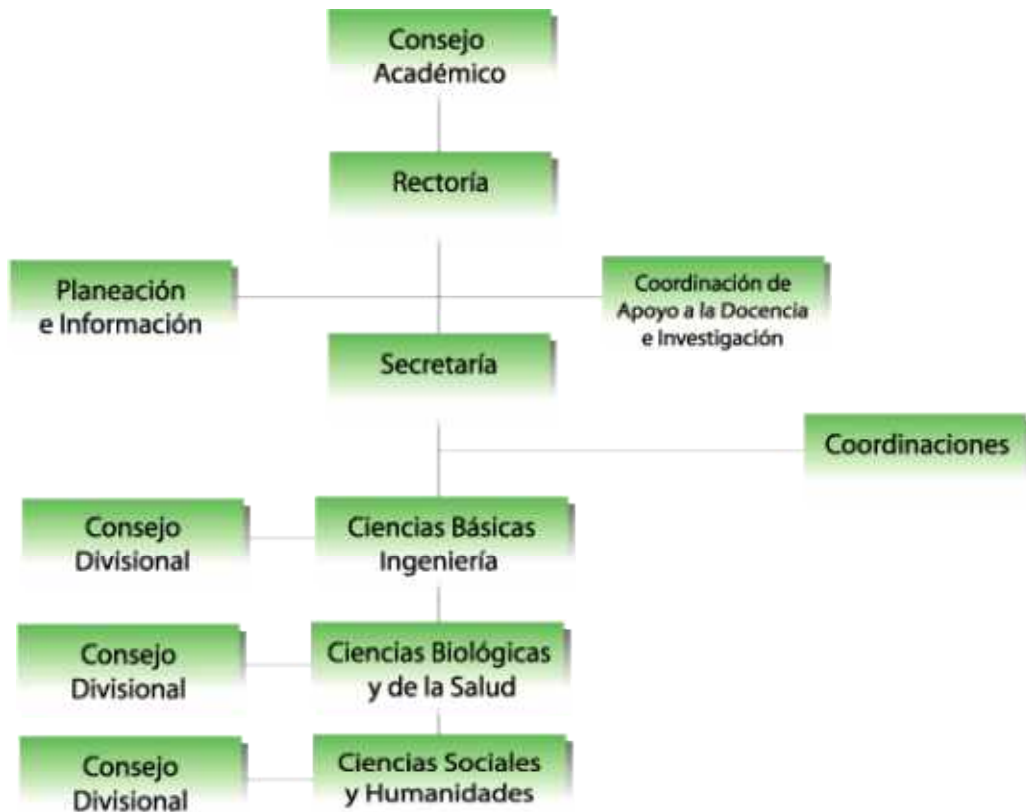 Consejo
Académico
Rectoría
Planeación
e Información
Coordinación de
Apoyo a la Docencia
e Investigación
Secretaría
Coordinaciones
Consejo
Divisional
Ciencias Básicas
Ingeniería
Consejo
Divisional
Ciencias Biológicas
y de la Salud
Consejo
Divisional
Ciencias Sociales
y Humanidades